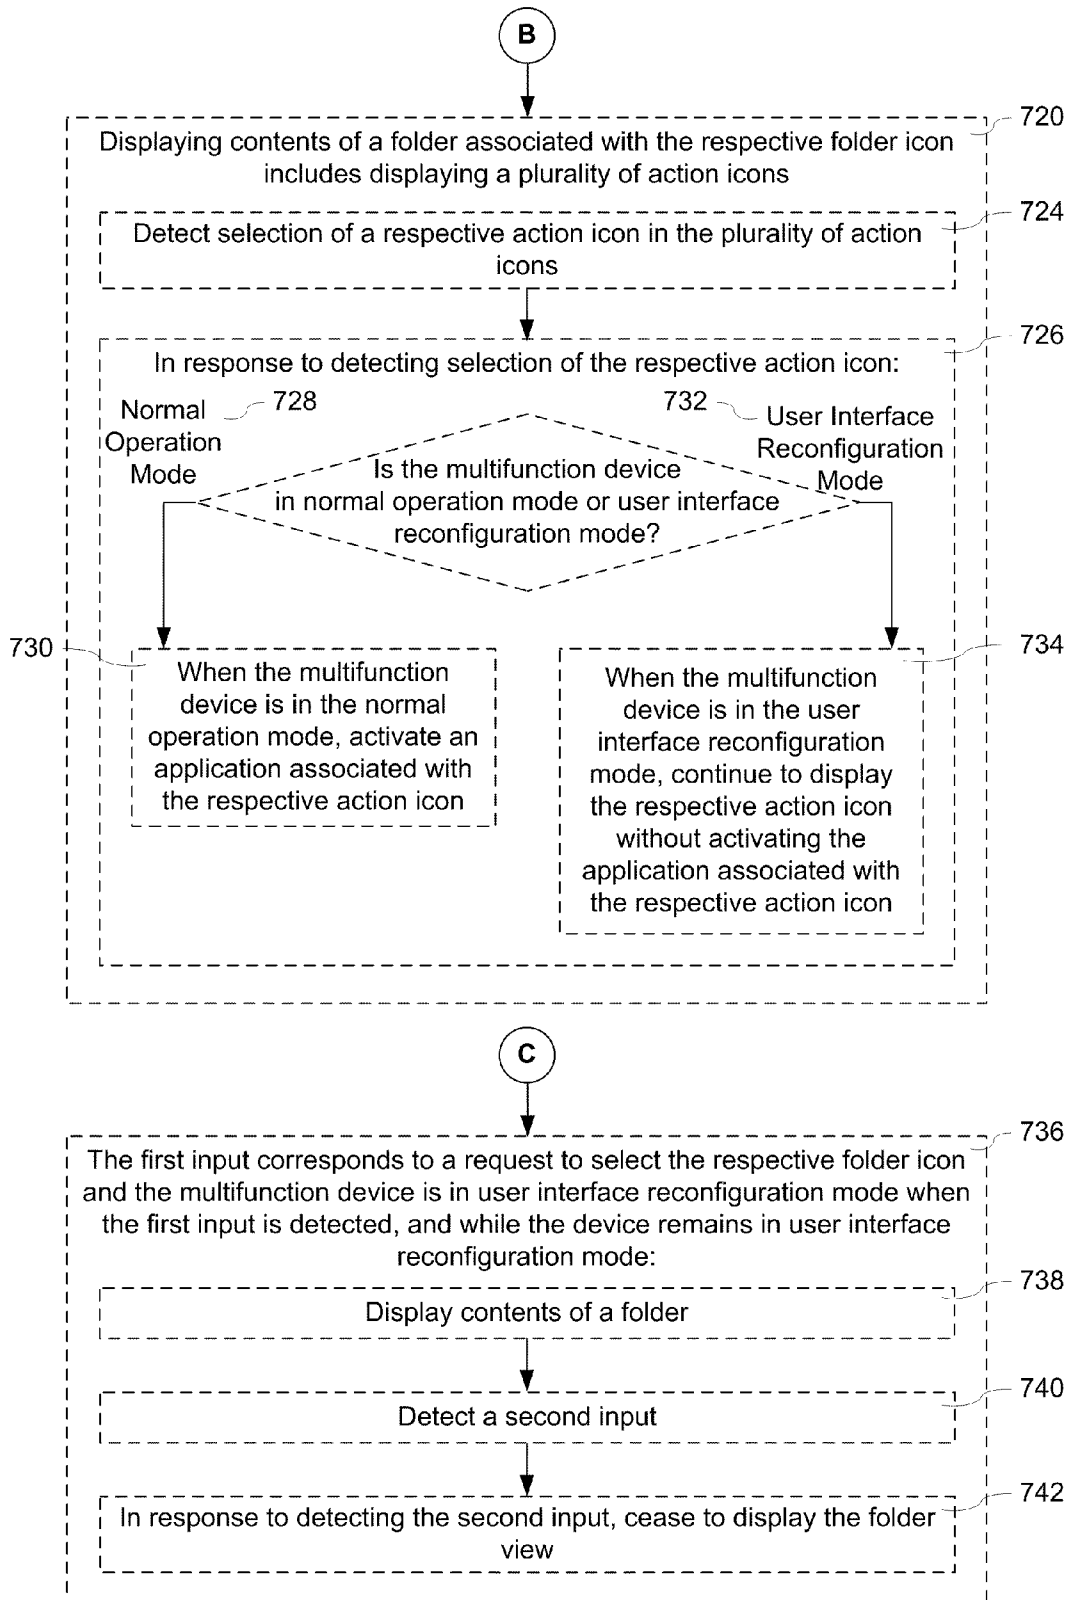 B
720
Displaying contents of a folder associated with the respective folder icon
includes displaying a plurality of action icons
724
Detect selection of a respective action icon in the plurality of action
icons
726
In response to detecting selection of the respective action icon:
Normal
Operation
Mode
728
732
User Interface
Reconfiguration
Mode
Is the multifunction device
in normal operation mode or user interface
reconfiguration mode?
730
When the multifunction
device is in the normal
operation mode, activate an
application associated with
the respective action icon
734
When the multifunction
device is in the user
interface reconfiguration
mode, continue to display
the respective action icon
without activating the
application associated with
the respective action icon
C
736
The first input corresponds to a request to select the respective folder icon
and the multifunction device is in user interface reconfiguration mode when
the first input is detected, and while the device remains in user interface
reconfiguration mode:
738
Display contents of a folder
740
Detect a second input
742
In response to detecting the second input, cease to display the folder
view